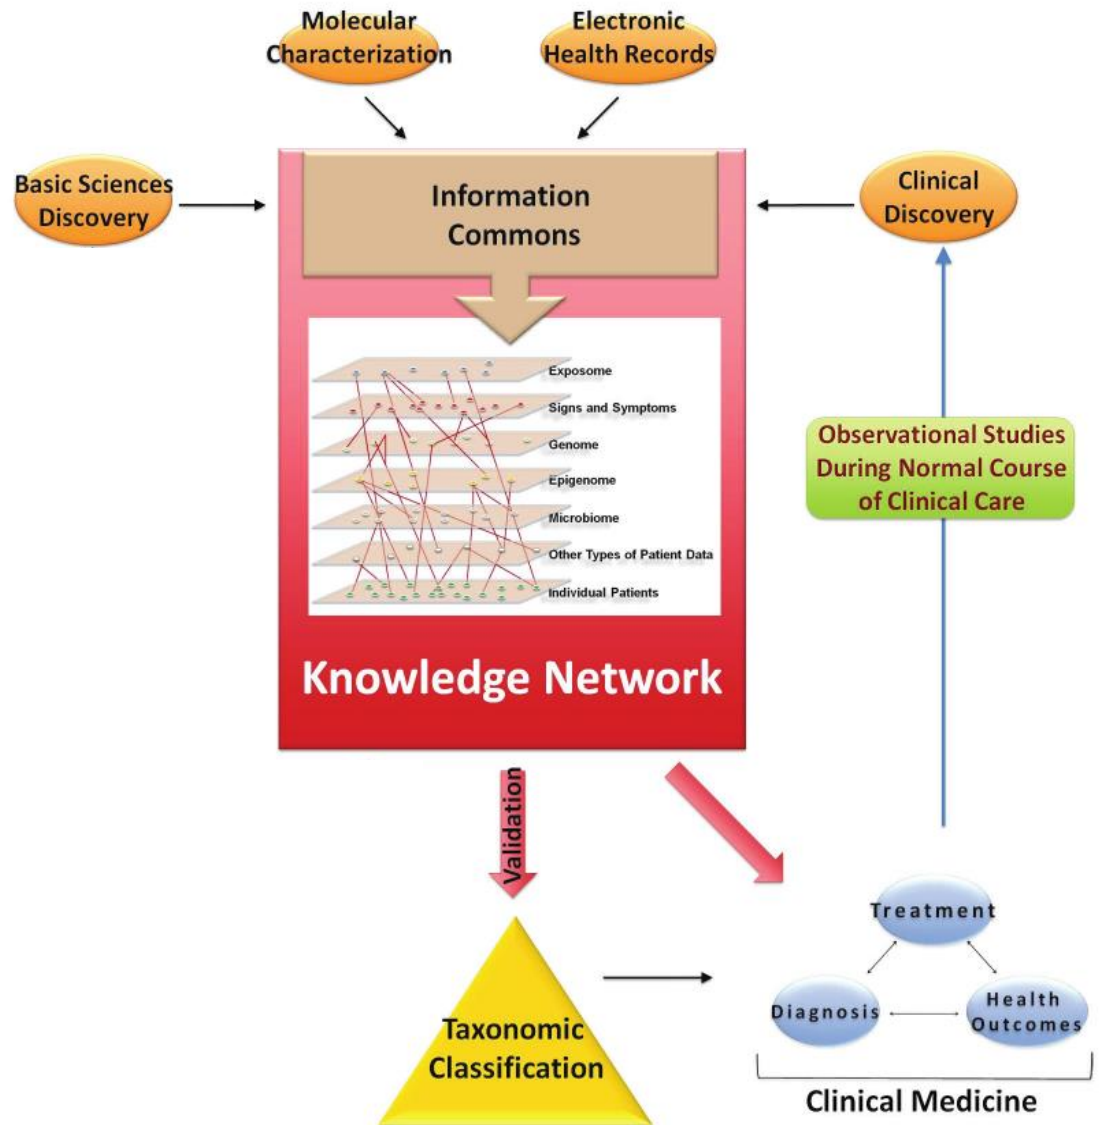 Molecular
Characterization
Electronic
Health Records
Basic Sciences
Discovery
Information
Commons
Clinical
Discovery
Exposome
Signs and Symptoms
Genome
Epigenome
Microbiome
Other Types of Patient Data
Individual Patients
Observational Studies
During Normal Course
of Clinical Care
Knowledge Network
Validation
Treatment
Diagnosis
Health
Outcomes
Taxonomic
Classification
Clinical Medicine